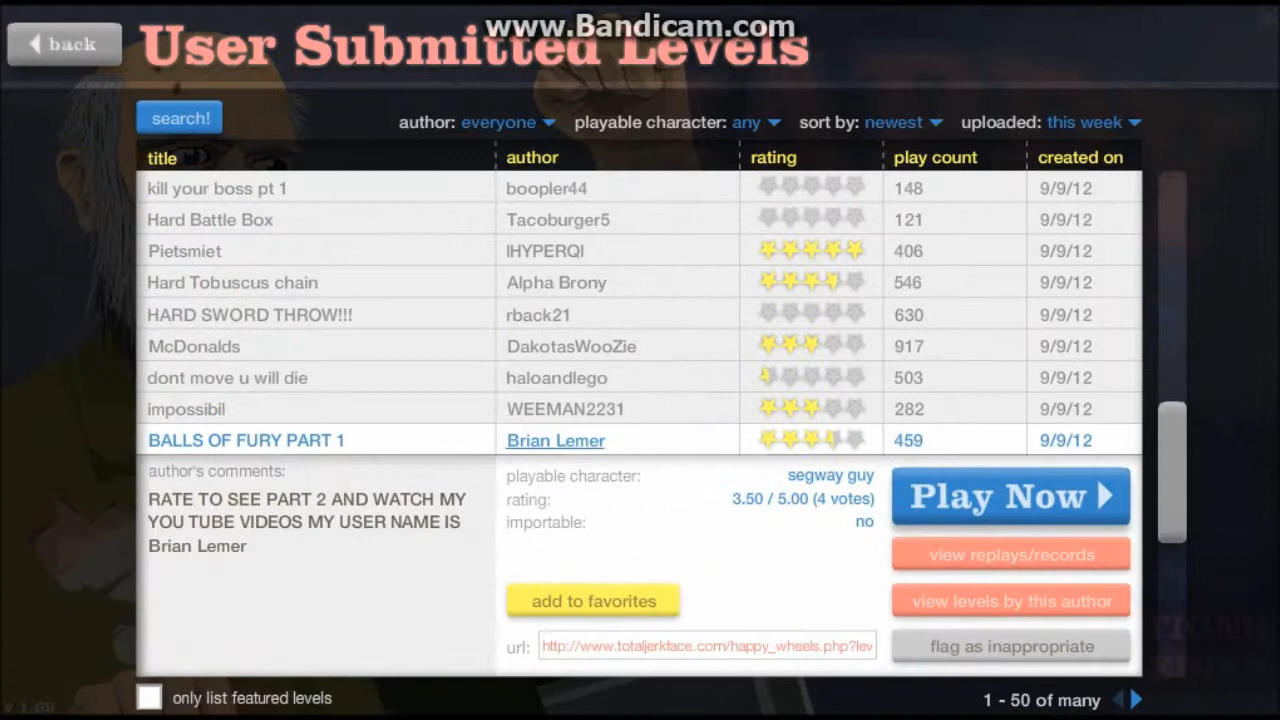 www.Bandicam.com
back
User Submitted Levels
search!
author: everyone playable character: any sort by: newest uploaded: this week
title author rating play count created on
kill your boss pt 1 boopler44 148 9/9/12
Hard Battle Box Tacoburger5 121 9/9/12
Pietsmiet IHYPERQI 406 9/9/12
Hard Tobuscus chain Alpha Brony 546 9/9/12
HARD SWORD THROW!!! rback21 630 9/9/12
McDonalds DakotasWooZie 917 9/9/12
dont move u will die haloandlego 503 9/9/12
impossibil WEEMAN2231 282 9/9/12
BALLS OF FURY PART 1 Brian Lemer 459 9/9/12
author's comments:
RATE TO SEE PART 2 AND WATCH MY
YOU TUBE VIDEOS MY USER NAME IS
Brian Lemer
playable character: segway guy
rating: 3.50 / 5.00 (4 votes)
importable: no
add to favorites
url: http://www.totaljerkface.com/happy_wheels.php?lev
Play Now
view replays/records
view levels by this author
flag as inappropriate
only list featured levels
1 - 50 of many
v 1.69